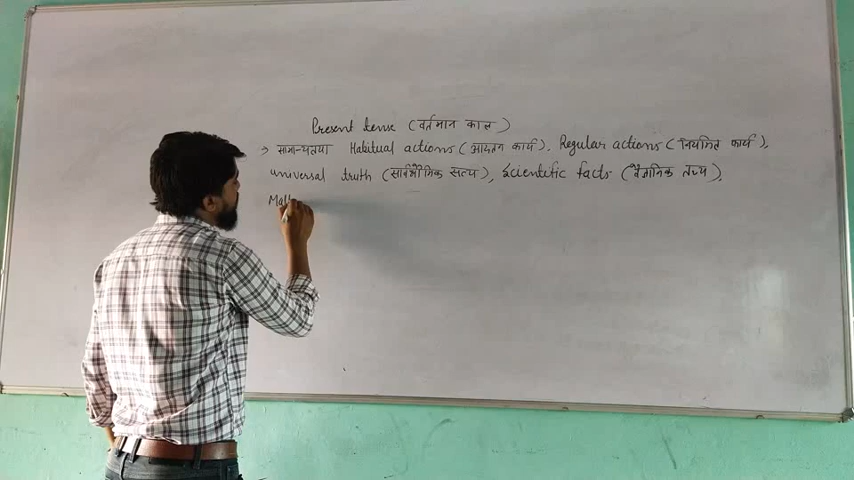 Present tense (वर्तमान काल)
→ सामान्यतया Habitual actions (आदतन कार्य), Regular actions (नियमित कार्य),
universal truth (सार्वभौमिक सत्य), Scientific facts (वैज्ञानिक तथ्य),